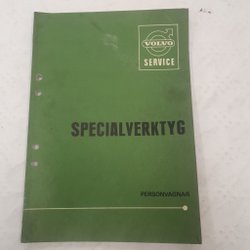 VOLVO
SERVICE
SPECIALVERKTYG
PERSONVAGNAR